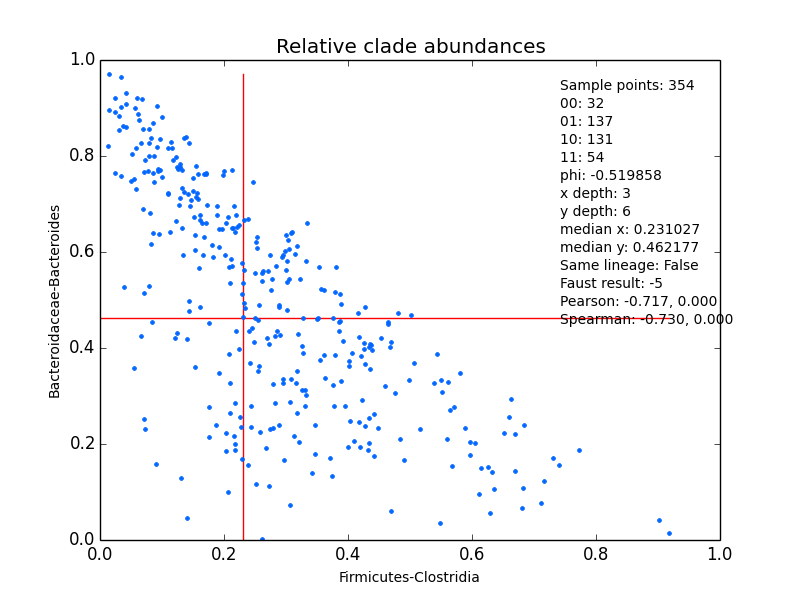 Relative clade abundances
1.0
0.8
0.6
0.4
0.2
0.0
Bacteroidaceae-Bacteroides
Sample points: 354
00: 32
01: 137
10: 131
11: 54
phi: -0.519858
x depth: 3
y depth: 6
median x: 0.231027
median y: 0.462177
Same lineage: False
Faust result: -5
Pearson: -0.717, 0.000
Spearman: -0.730, 0.000
0.0 0.2 0.4 0.6 0.8 1.0
Firmicutes-Clostridia